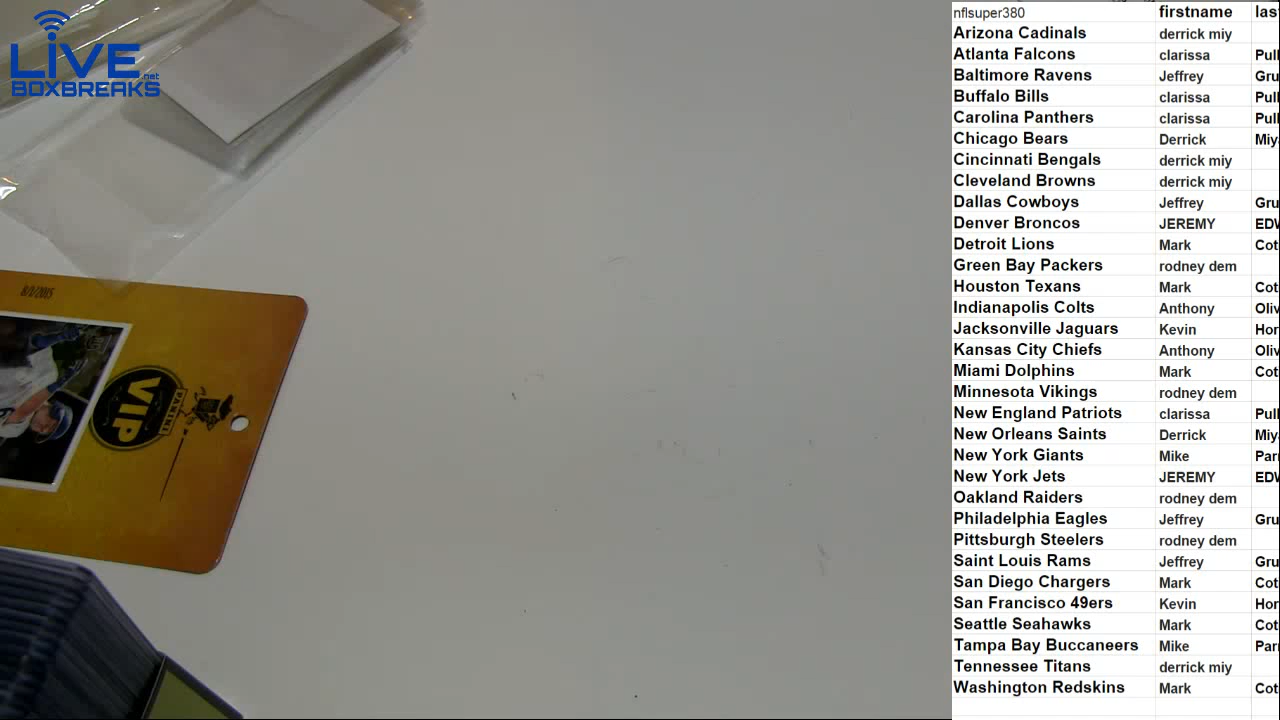 LIVE.net
BOXBREAKS
8/1/2015
PANINI
VIP
nflsuper380 firstname las
Arizona Cadinals derrick miy
Atlanta Falcons clarissa Pull
Baltimore Ravens Jeffrey Gru
Buffalo Bills clarissa Pull
Carolina Panthers clarissa Pull
Chicago Bears Derrick Miy
Cincinnati Bengals derrick miy
Cleveland Browns derrick miy
Dallas Cowboys Jeffrey Gru
Denver Broncos JEREMY EDW
Detroit Lions Mark Cot
Green Bay Packers rodney dem
Houston Texans Mark Cot
Indianapolis Colts Anthony Oliv
Jacksonville Jaguars Kevin Hor
Kansas City Chiefs Anthony Oliv
Miami Dolphins Mark Cot
Minnesota Vikings rodney dem
New England Patriots clarissa Pull
New Orleans Saints Derrick Miy
New York Giants Mike Par
New York Jets JEREMY EDW
Oakland Raiders rodney dem
Philadelphia Eagles Jeffrey Gru
Pittsburgh Steelers rodney dem
Saint Louis Rams Jeffrey Gru
San Diego Chargers Mark Cot
San Francisco 49ers Kevin Hor
Seattle Seahawks Mark Cot
Tampa Bay Buccaneers Mike Par
Tennessee Titans derrick miy
Washington Redskins Mark Cot